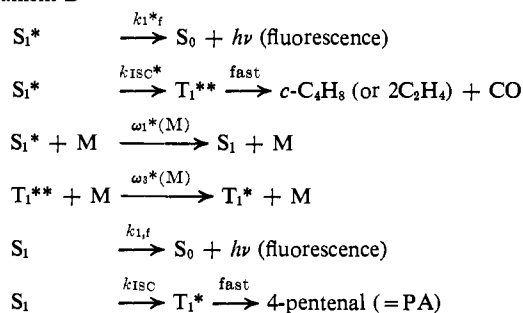 S₁* —k₁*f→ S₀ + hν (fluorescence)
S₁* —kISC*→ T₁** —fast→ c-C₄H₈ (or 2C₂H₄) + CO
S₁* + M —ω₁*(M)→ S₁ + M
T₁** + M —ω₃*(M)→ T₁* + M
S₁ —k₁,f→ S₀ + hν (fluorescence)
S₁ —kISC→ T₁* —fast→ 4-pentenal (=PA)